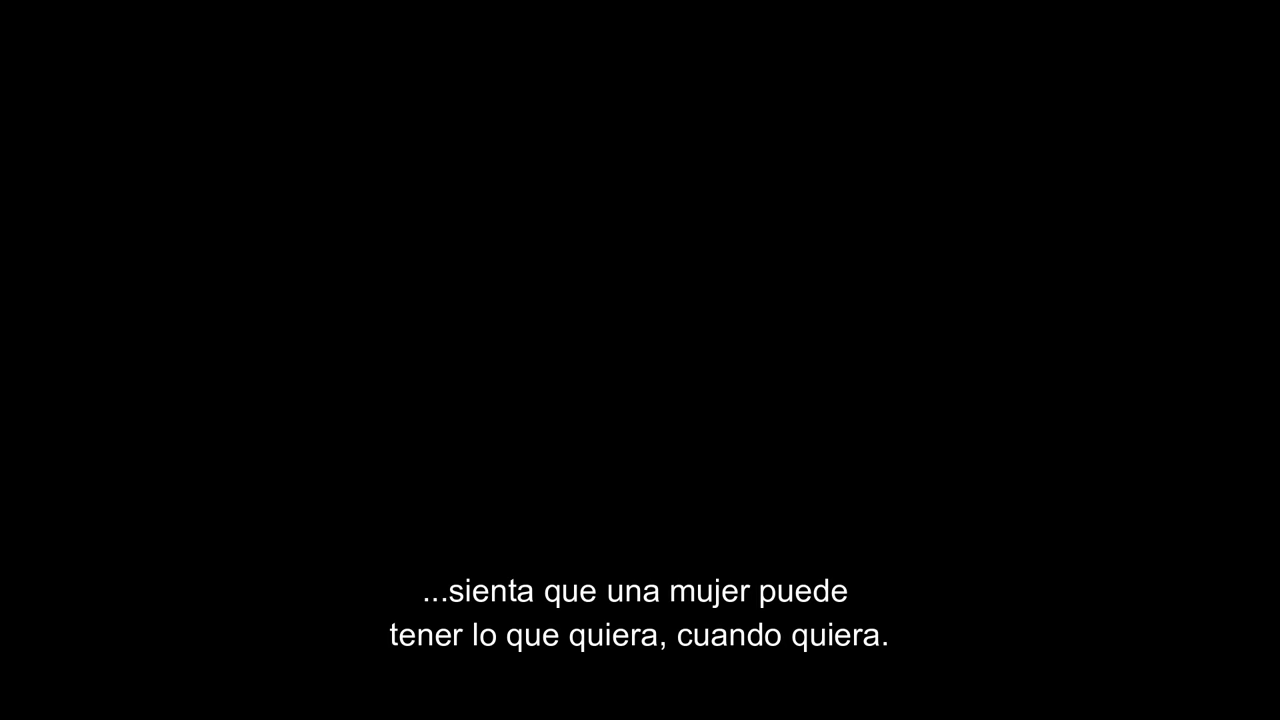 ...sienta que una mujer puede
tener lo que quiera, cuando quiera.